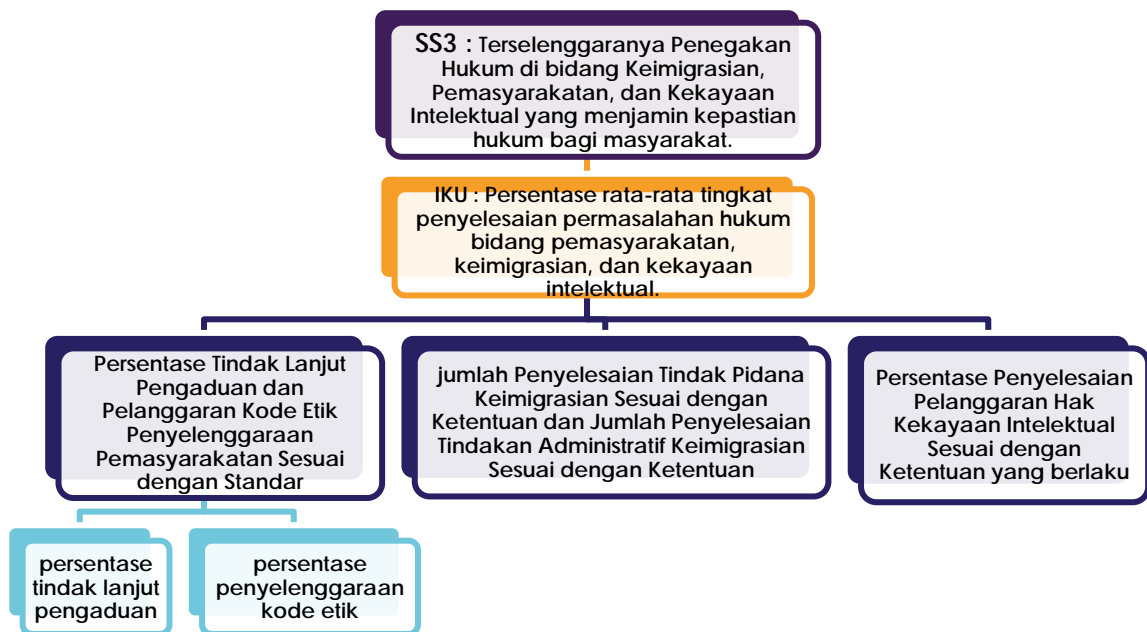 SS3 : Terselenggaranya Penegakan
Hukum di bidang Keimigrasian,
Pemasyarakatan, dan Kekayaan
Intelektual yang menjamin kepastian
hukum bagi masyarakat.
IKU : Persentase rata-rata tingkat
penyelesaian permasalahan hukum
bidang pemasyarakatan,
keimigrasian, dan kekayaan
intelektual.
Persentase Tindak Lanjut
Pengaduan dan
Pelanggaran Kode Etik
Penyelenggaraan
Pemasyarakatan Sesuai
dengan Standar
jumlah Penyelesaian Tindak Pidana
Keimigrasian Sesuai dengan
Ketentuan dan Jumlah Penyelesaian
Tindakan Administratif Keimigrasian
Sesuai dengan Ketentuan
Persentase Penyelesaian
Pelanggaran Hak
Kekayaan Intelektual
Sesuai dengan
Ketentuan yang berlaku
persentase
tindak lanjut
pengaduan
persentase
penyelenggaraan
kode etik